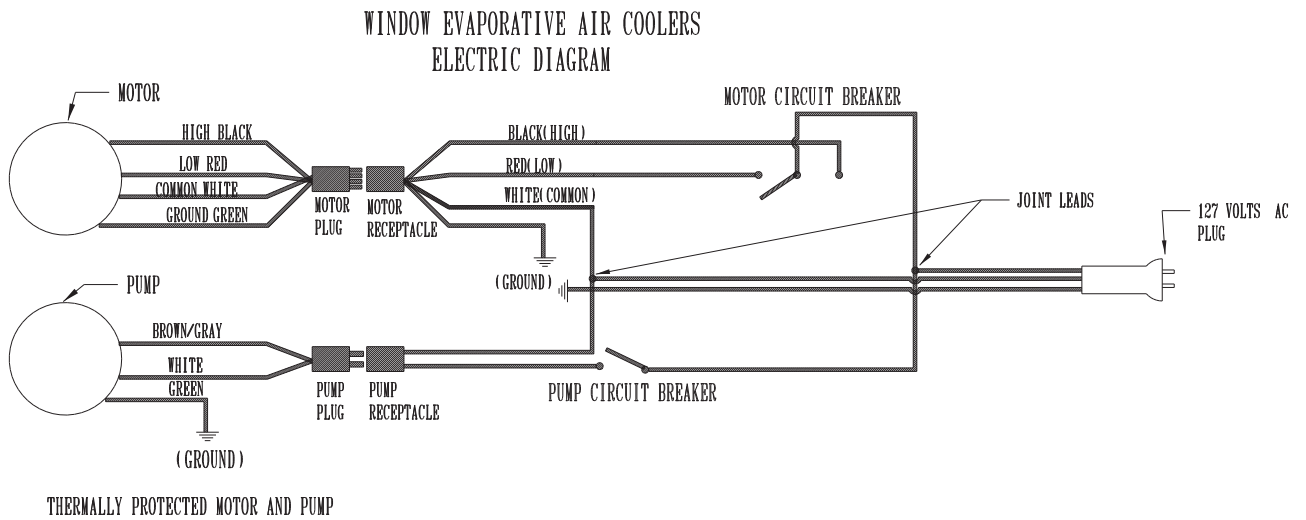 WINDOW EVAPORATIVE AIR COOLERS
ELECTRIC DIAGRAM
MOTOR
HIGH BLACK
LOW RED
COMMON WHITE
GROUND GREEN
MOTOR
PLUG
MOTOR
RECEPTACLE
BLACK(HIGH)
RED(LOW)
WHITE(COMMON)
(GROUND)
MOTOR CIRCUIT BREAKER
JOINT LEADS
127 VOLTS AC
PLUG
PUMP
BROWN/GRAY
WHITE
GREEN
(GROUND)
PUMP
PLUG
PUMP
RECEPTACLE
PUMP CIRCUIT BREAKER
THERMALLY PROTECTED MOTOR AND PUMP